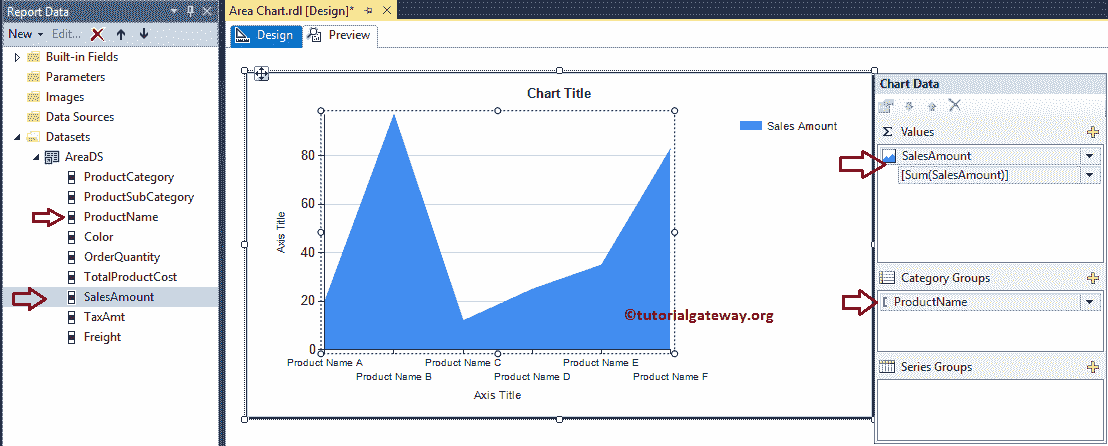 Report Data
New Edit...
Built-in Fields
Parameters
Images
Data Sources
Datasets
AreaDS
ProductCategory
ProductSubCategory
ProductName
Color
OrderQuantity
TotalProductCost
SalesAmount
TaxAmt
Freight
Area Chart.rdl [Design]*
Design Preview
Chart Title
Sales Amount
Axis Title
80
60
40
20
0
Product Name A Product Name C Product Name E
Product Name B Product Name D Product Name F
Axis Title
©tutorialgateway.org
Chart Data
Σ Values
SalesAmount
[Sum(SalesAmount)]
Category Groups
ProductName
Series Groups